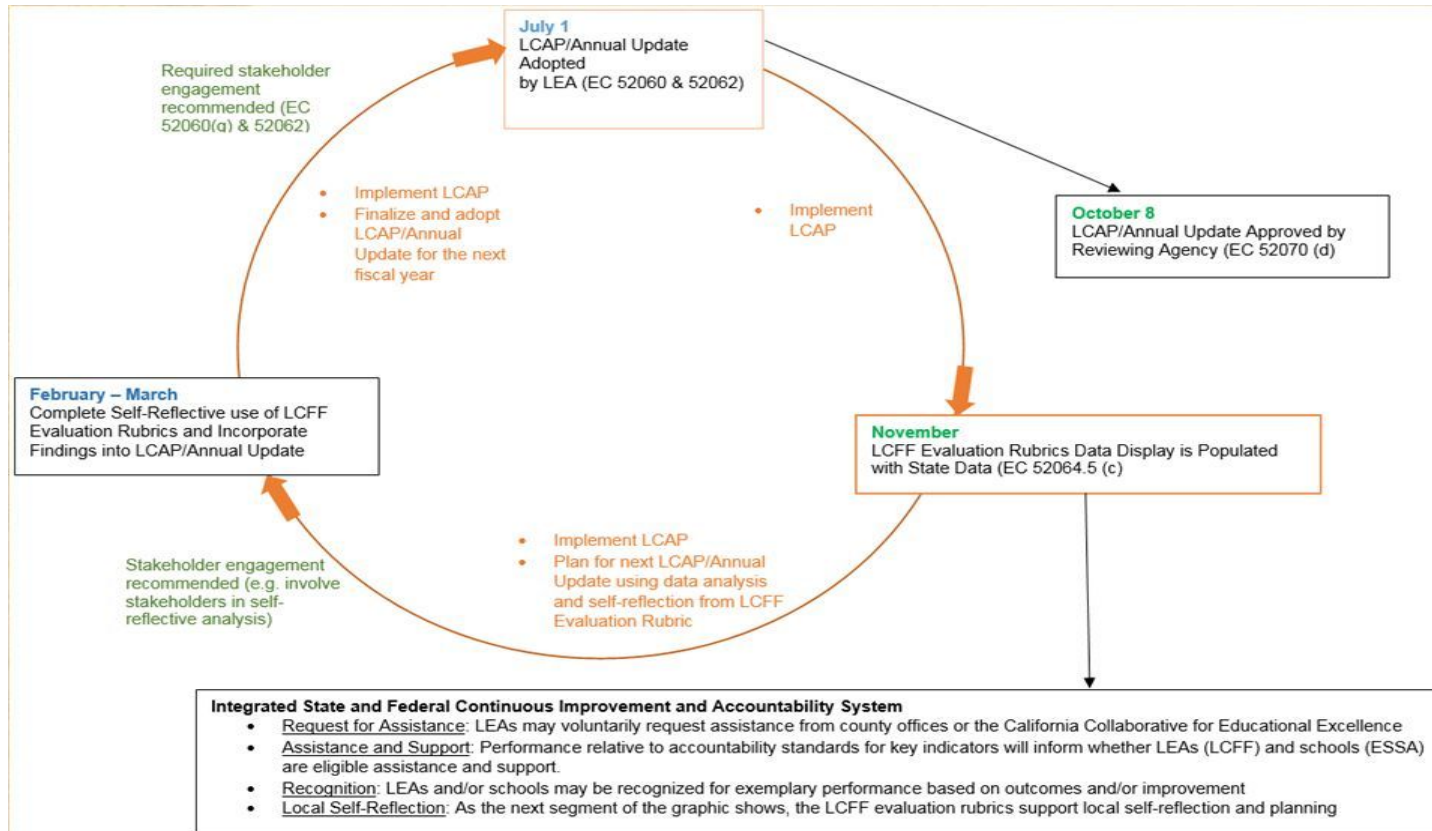 July 1
LCAP/Annual Update
Adopted
by LEA (EC 52060 & 52062)
Required stakeholder
engagement
recommended (EC
52060(g) & 52062)
• Implement LCAP
• Finalize and adopt
LCAP/Annual
Update for the next
fiscal year
• Implement
LCAP
October 8
LCAP/Annual Update Approved by
Reviewing Agency (EC 52070 (d)
February – March
Complete Self-Reflective use of LCFF
Evaluation Rubrics and Incorporate
Findings into LCAP/Annual Update
November
LCFF Evaluation Rubrics Data Display is Populated
with State Data (EC 52064.5 (c)
Stakeholder engagement
recommended (e.g. involve
stakeholders in self-
reflective analysis)
• Implement LCAP
• Plan for next LCAP/Annual
Update using data analysis
and self-reflection from LCFF
Evaluation Rubric
Integrated State and Federal Continuous Improvement and Accountability System
• Request for Assistance: LEAs may voluntarily request assistance from county offices or the California Collaborative for Educational Excellence
• Assistance and Support: Performance relative to accountability standards for key indicators will inform whether LEAs (LCFF) and schools (ESSA)
are eligible assistance and support.
• Recognition: LEAs and/or schools may be recognized for exemplary performance based on outcomes and/or improvement
• Local Self-Reflection: As the next segment of the graphic shows, the LCFF evaluation rubrics support local self-reflection and planning